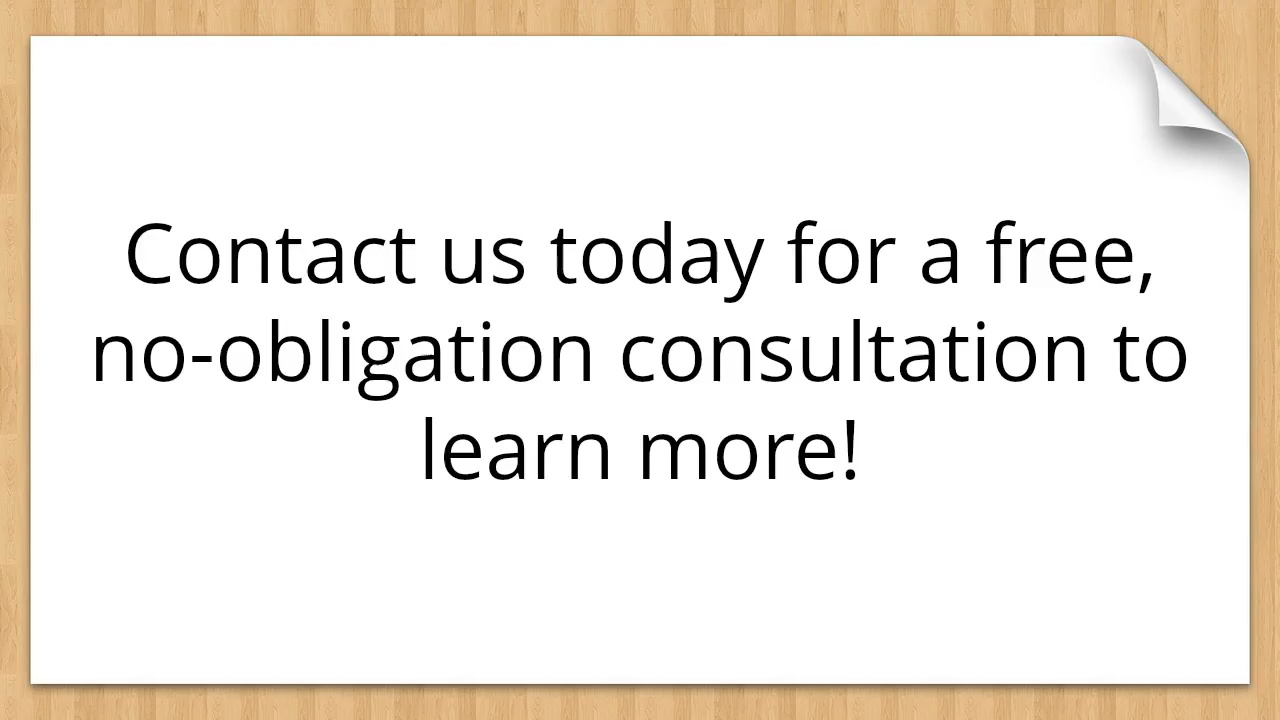 Contact us today for a free,
no-obligation consultation to
learn more!